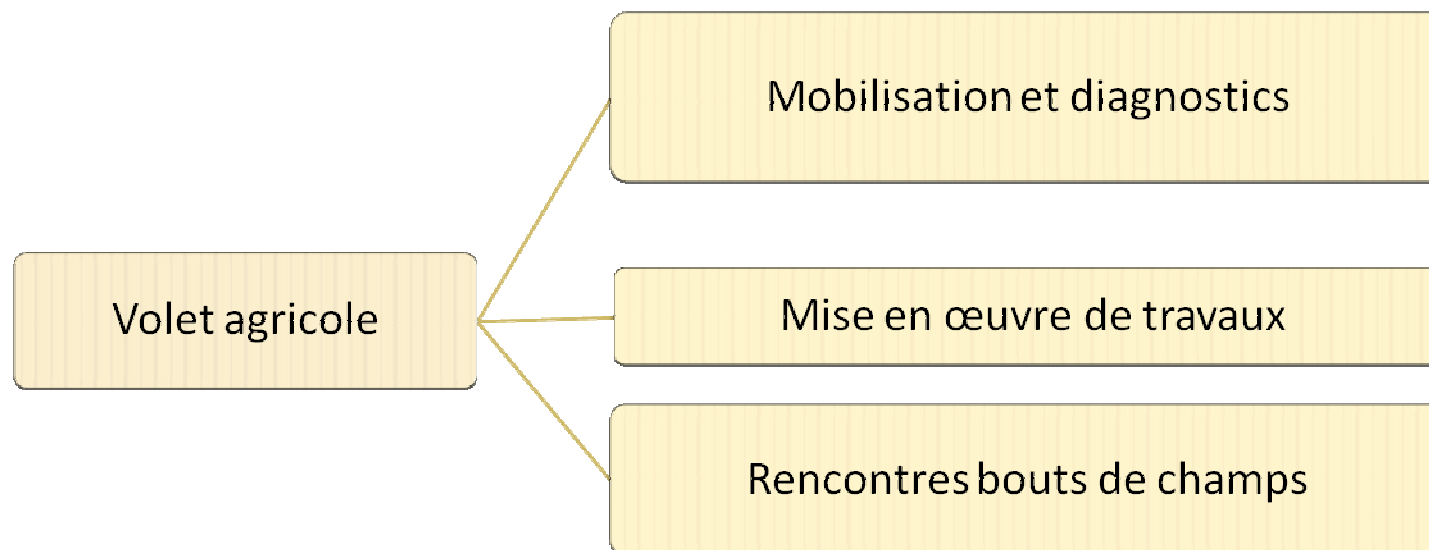 Mobilisation et diagnostics
Volet agricole
Mise en œuvre de travaux
Rencontres bouts de champs